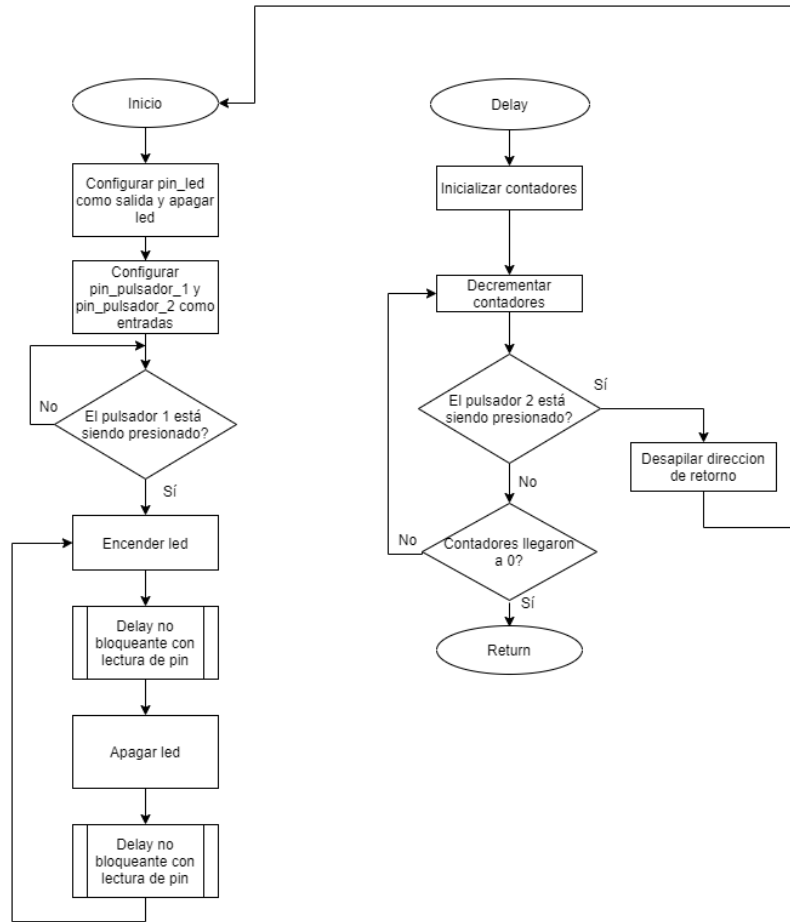 Inicio
Configurar pin_led
como salida y apagar
led
Configurar
pin_pulsador_1 y
pin_pulsador_2 como
entradas
El pulsador 1 está
siendo presionado?
No
Sí
Encender led
Delay no
bloqueante con
lectura de pin
Apagar led
Delay no
bloqueante con
lectura de pin
Delay
Inicializar contadores
Decrementar
contadores
El pulsador 2 está
siendo presionado?
Sí
Desapilar direccion
de retorno
No
Contadores llegaron
a 0?
No
Sí
Return